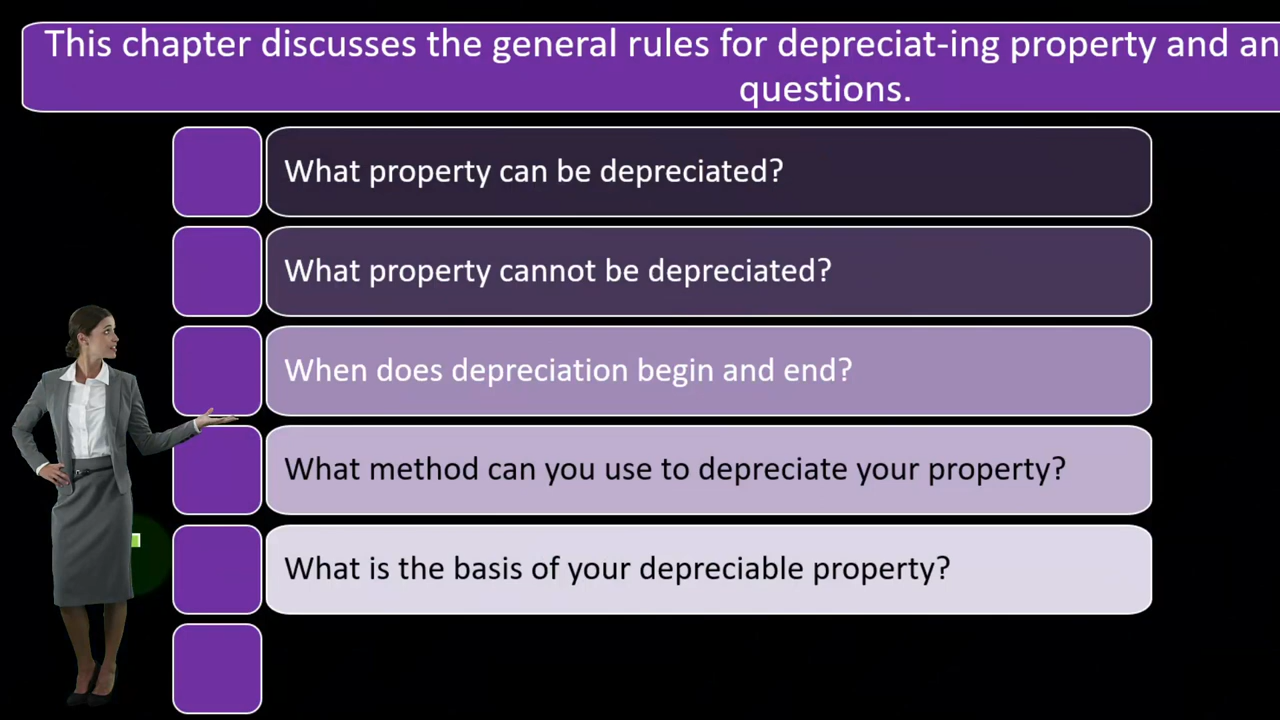 This chapter discusses the general rules for depreciat-ing property and an
questions.
What property can be depreciated?
What property cannot be depreciated?
When does depreciation begin and end?
What method can you use to depreciate your property?
What is the basis of your depreciable property?